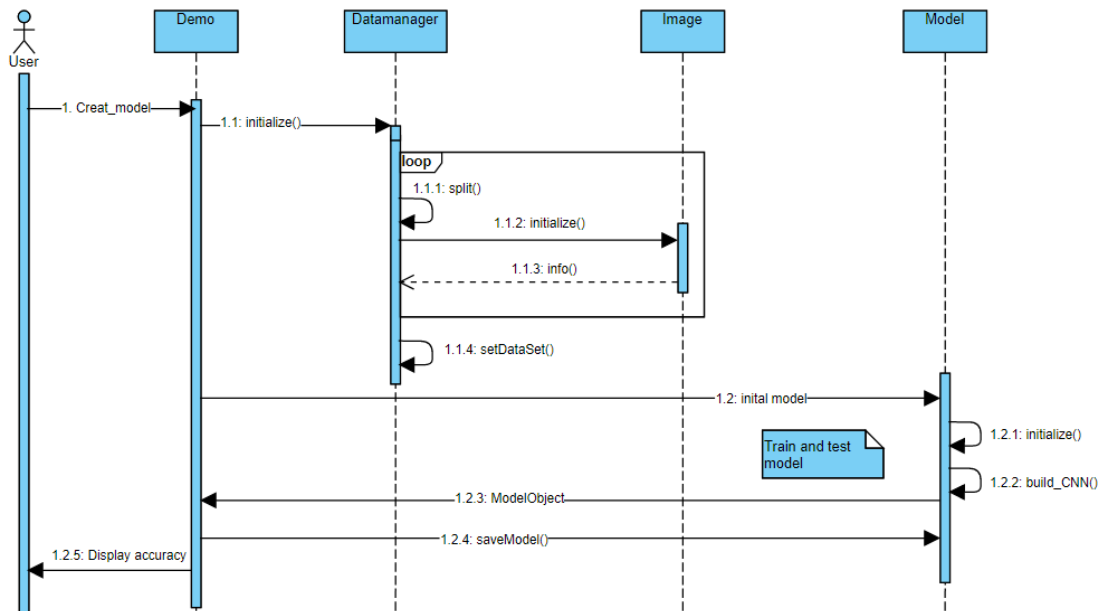 Demo
Datamanager
Image
Model
User
1. Creat_model
1.1: initialize()
loop
1.1.1: split()
1.1.2: initialize()
1.1.3: info()
1.1.4: setDataSet()
1.2: inital model
1.2.1: initialize()
Train and test
model
1.2.2: build_CNN()
1.2.3: ModelObject
1.2.4: saveModel()
1.2.5: Display accuracy